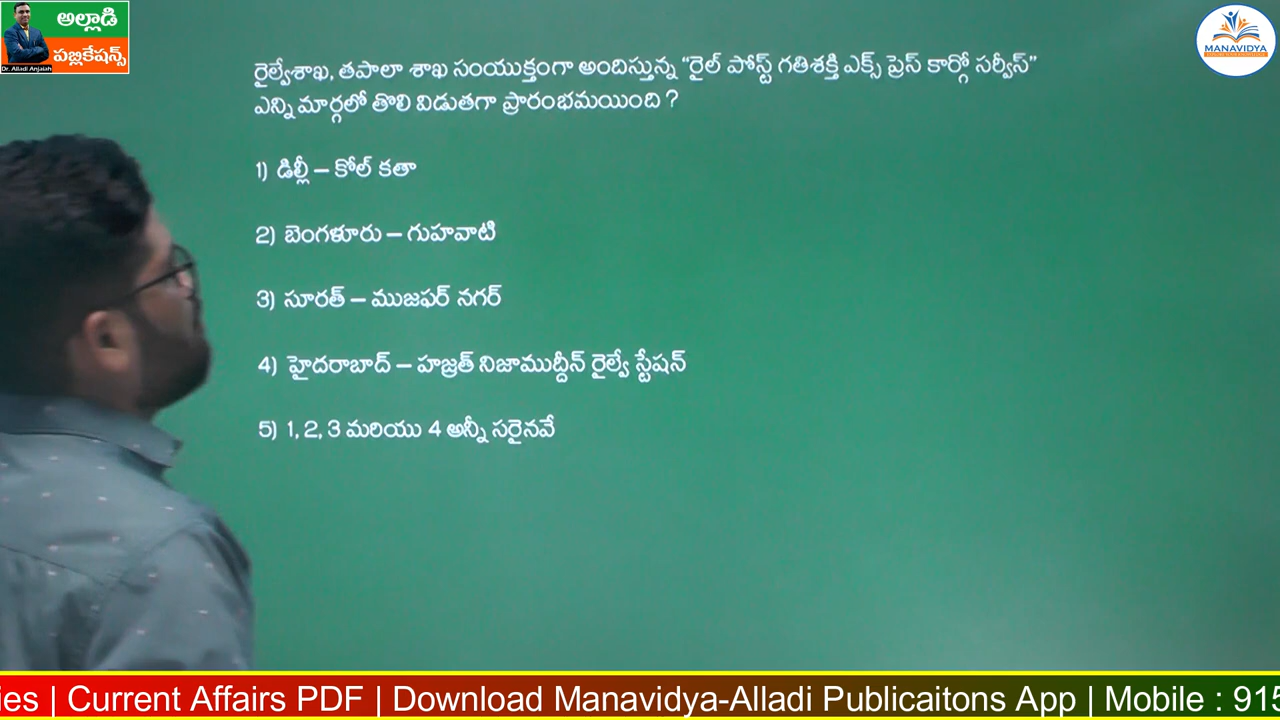 అల్లాడి
పబ్లికేషన్స్
Dr. Alladi Anjaiah
MANAVIDYA
రైల్వేశాఖ, తపాలా శాఖ సంయుక్తంగా అందిస్తున్న “రైల్ పోస్ట్ గతిశక్తి ఎక్స్ ప్రెస్ కార్గో సర్వీస్”
ఎన్ని మార్గలో తొలి విడుతగా ప్రారంభమయింది ?
1) డిల్లీ – కోల్ కతా
2) బెంగళూరు – గుహవాటి
3) సూరత్ – ముజఫర్ నగర్
4) హైదరాబాద్ – హజ్రత్ నిజాముద్దీన్ రైల్వే స్టేషన్
5) 1, 2, 3 మరియు 4 అన్నీ సరైనవే
ies | Current Affairs PDF | Download Manavidya-Alladi Publicaitons App | Mobile : 915